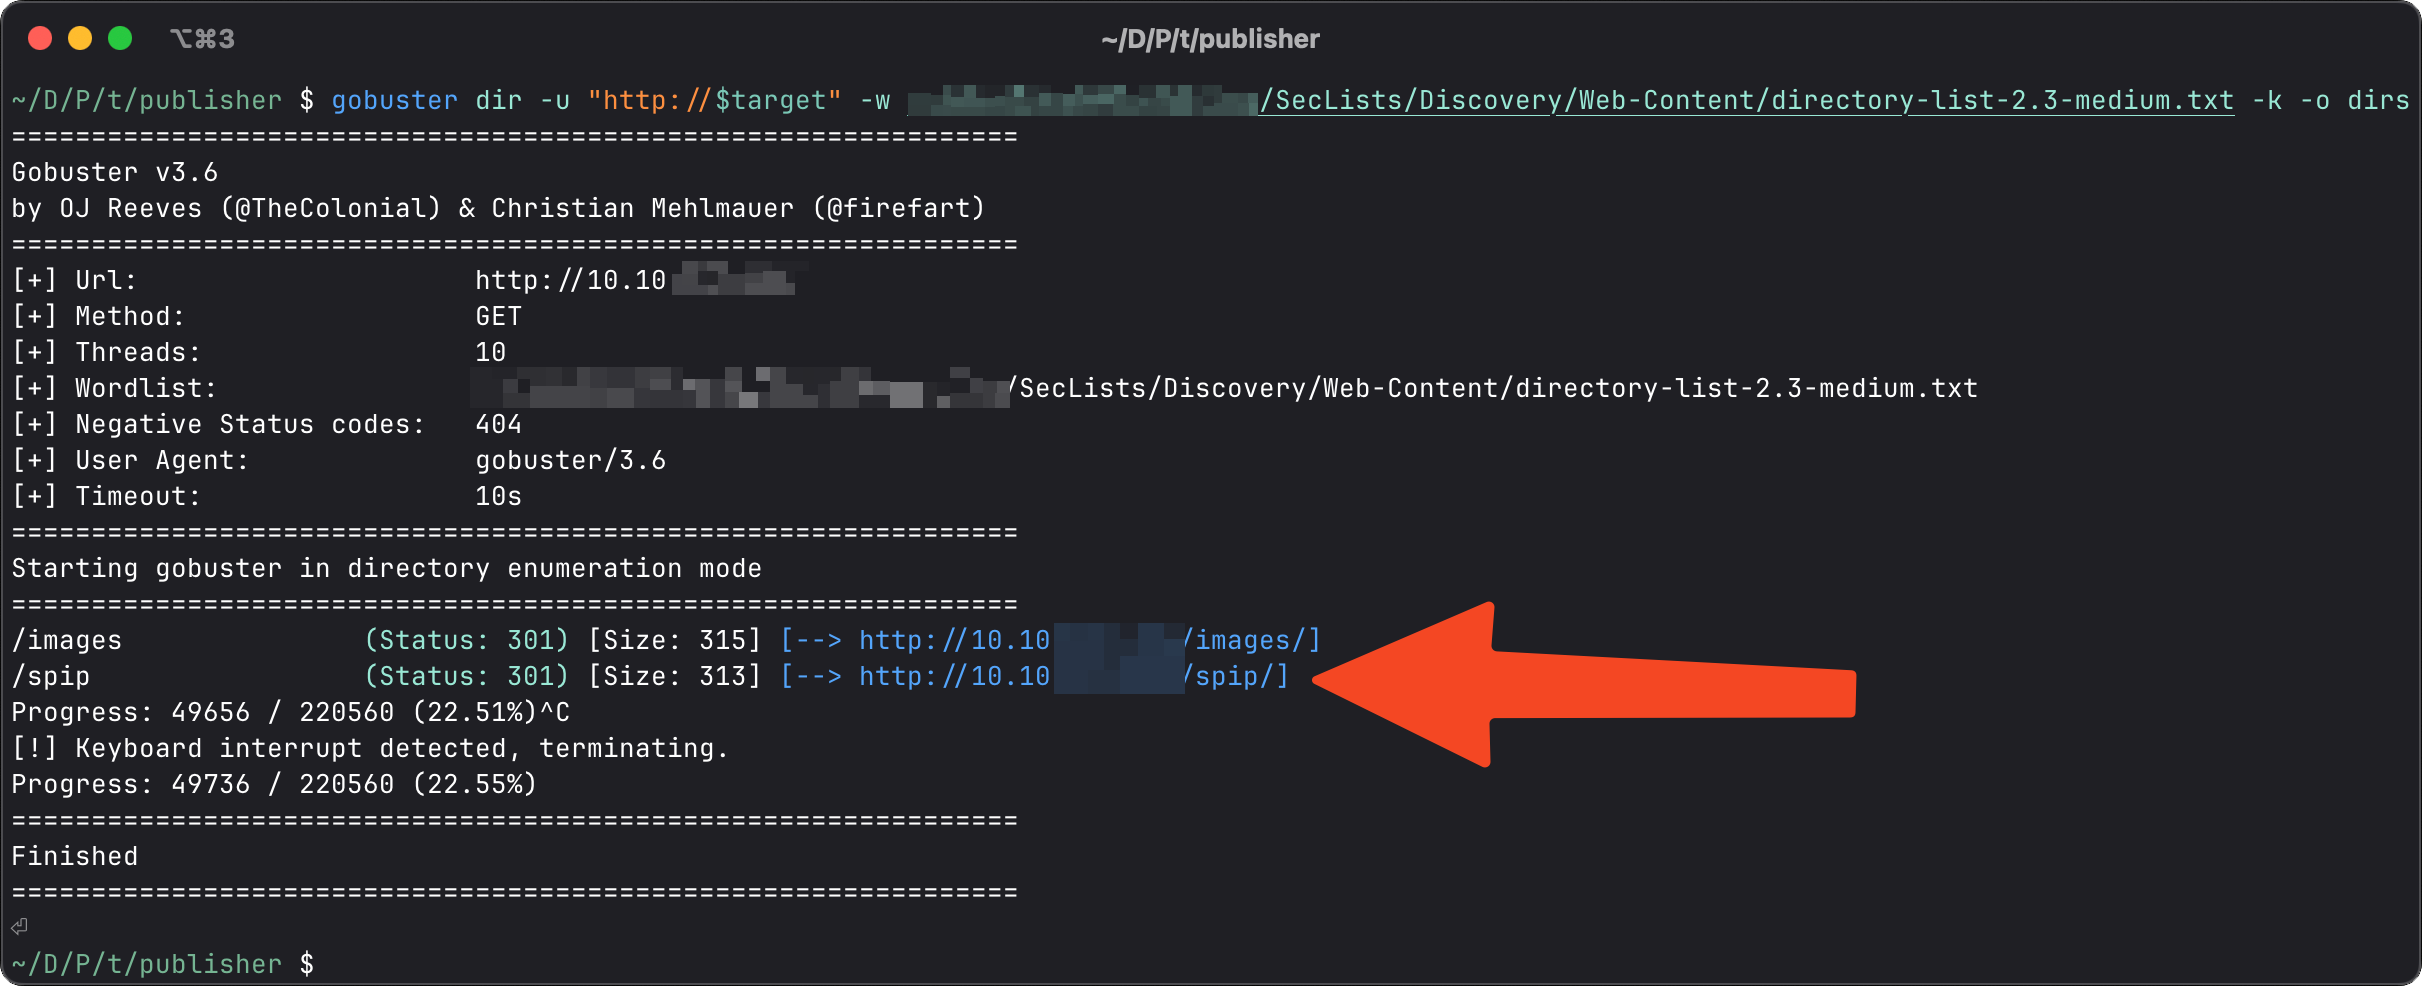 ⌥⌘3
~/D/P/t/publisher
~/D/P/t/publisher $ gobuster dir -u "http://$target" -w /SecLists/Discovery/Web-Content/directory-list-2.3-medium.txt -k -o dirs
===============================================================
Gobuster v3.6
by OJ Reeves (@TheColonial) & Christian Mehlmauer (@firefart)
===============================================================
[+] Url:                     http://10.10
[+] Method:                  GET
[+] Threads:                 10
[+] Wordlist:                /SecLists/Discovery/Web-Content/directory-list-2.3-medium.txt
[+] Negative Status codes:   404
[+] User Agent:              gobuster/3.6
[+] Timeout:                 10s
===============================================================
Starting gobuster in directory enumeration mode
===============================================================
/images               (Status: 301) [Size: 315] [--> http://10.10 /images/]
/spip                 (Status: 301) [Size: 313] [--> http://10.10 /spip/]
Progress: 49656 / 220560 (22.51%)^C
[!] Keyboard interrupt detected, terminating.
Progress: 49736 / 220560 (22.55%)
===============================================================
Finished
===============================================================
⏎
~/D/P/t/publisher $